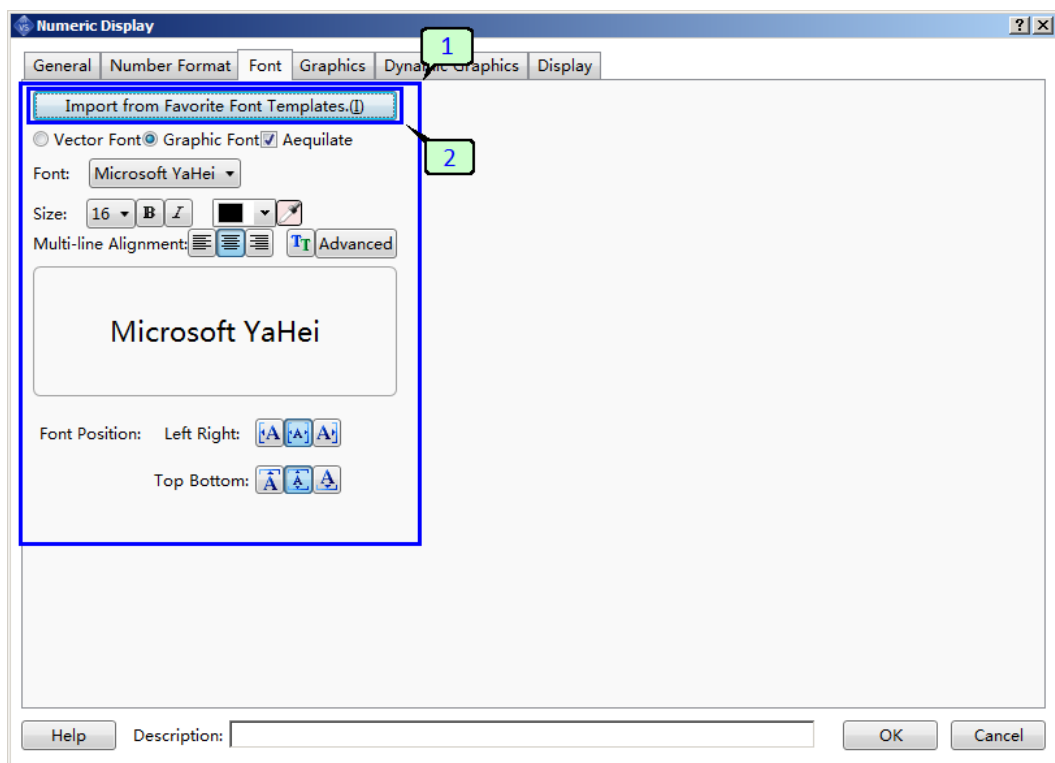 Numeric Display
1
General Number Format Font Graphics Dynamic Graphics Display
Import from Favorite Font Templates.(I)
Vector Font Graphic Font Aequilate
2
Font: Microsoft YaHei
Size: 16 B I
Multi-line Alignment: TT Advanced
Microsoft YaHei
Font Position: Left Right: A A A
Top Bottom: A A A
Help Description: OK Cancel